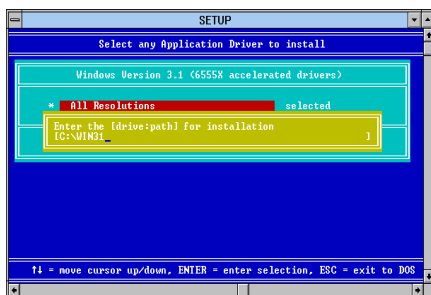 SETUP
Select any Application Driver to install
Windows Version 3.1 (6555X accelerated drivers)
* All Resolutions selected
Enter the [drive:path] for installation
[C:\WIN31_ ]
↑↓ = move cursor up/down, ENTER = enter selection, ESC = exit to DOS